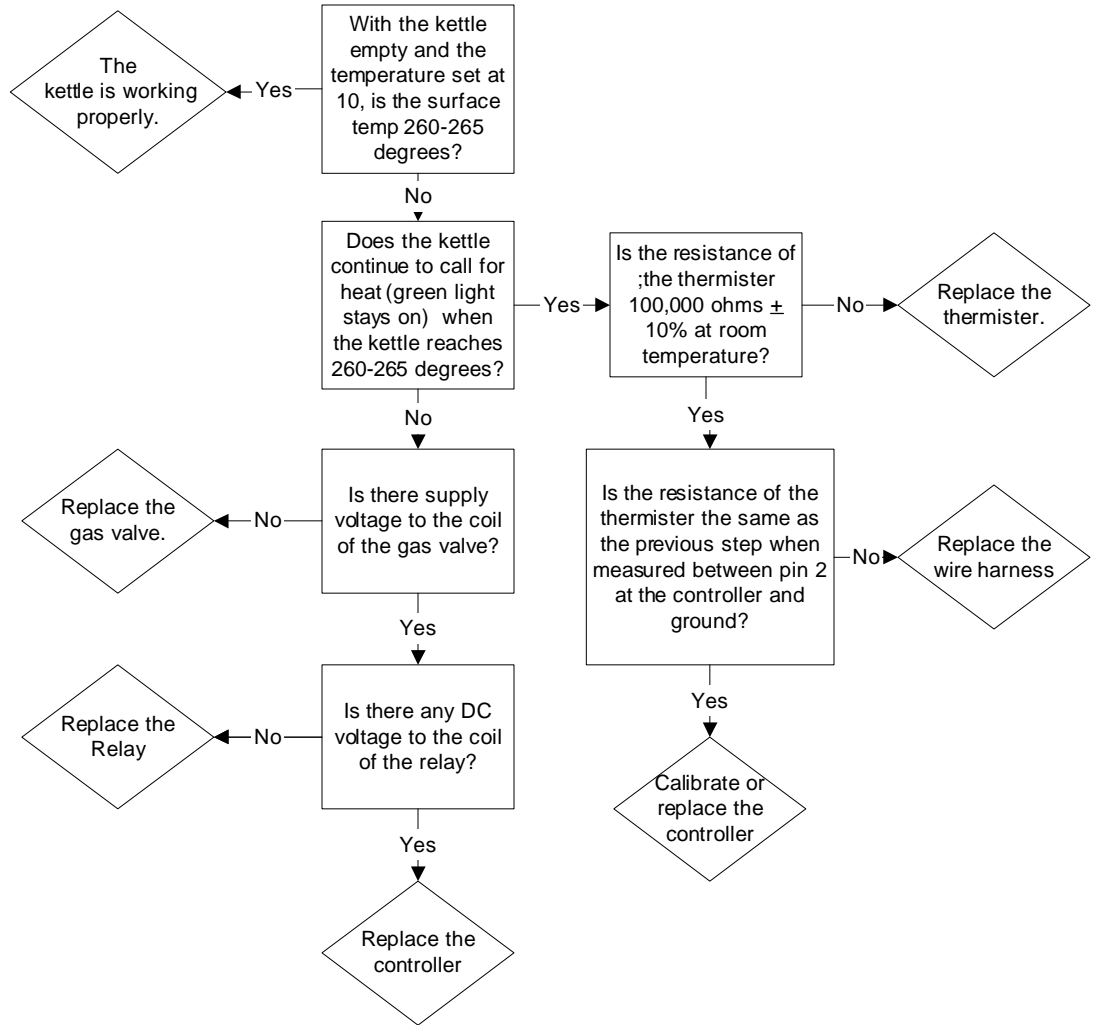 With the kettle
empty and the
temperature set at
10, is the surface
temp 260-265
degrees?
Yes
The
kettle is working
properly.
No
Does the kettle
continue to call for
heat (green light
stays on) when
the kettle reaches
260-265 degrees?
Yes
Is the resistance of
;the thermister
100,000 ohms ±
10% at room
temperature?
No
Replace the
thermister.
No
Yes
Is there supply
voltage to the coil
of the gas valve?
No
Replace the
gas valve.
Is the resistance of the
thermister the same as
the previous step when
measured between pin 2
at the controller and
ground?
No
Replace the
wire harness
Yes
Is there any DC
voltage to the coil
of the relay?
No
Replace the
Relay
Yes
Calibrate or
replace the
controller
Yes
Replace the
controller